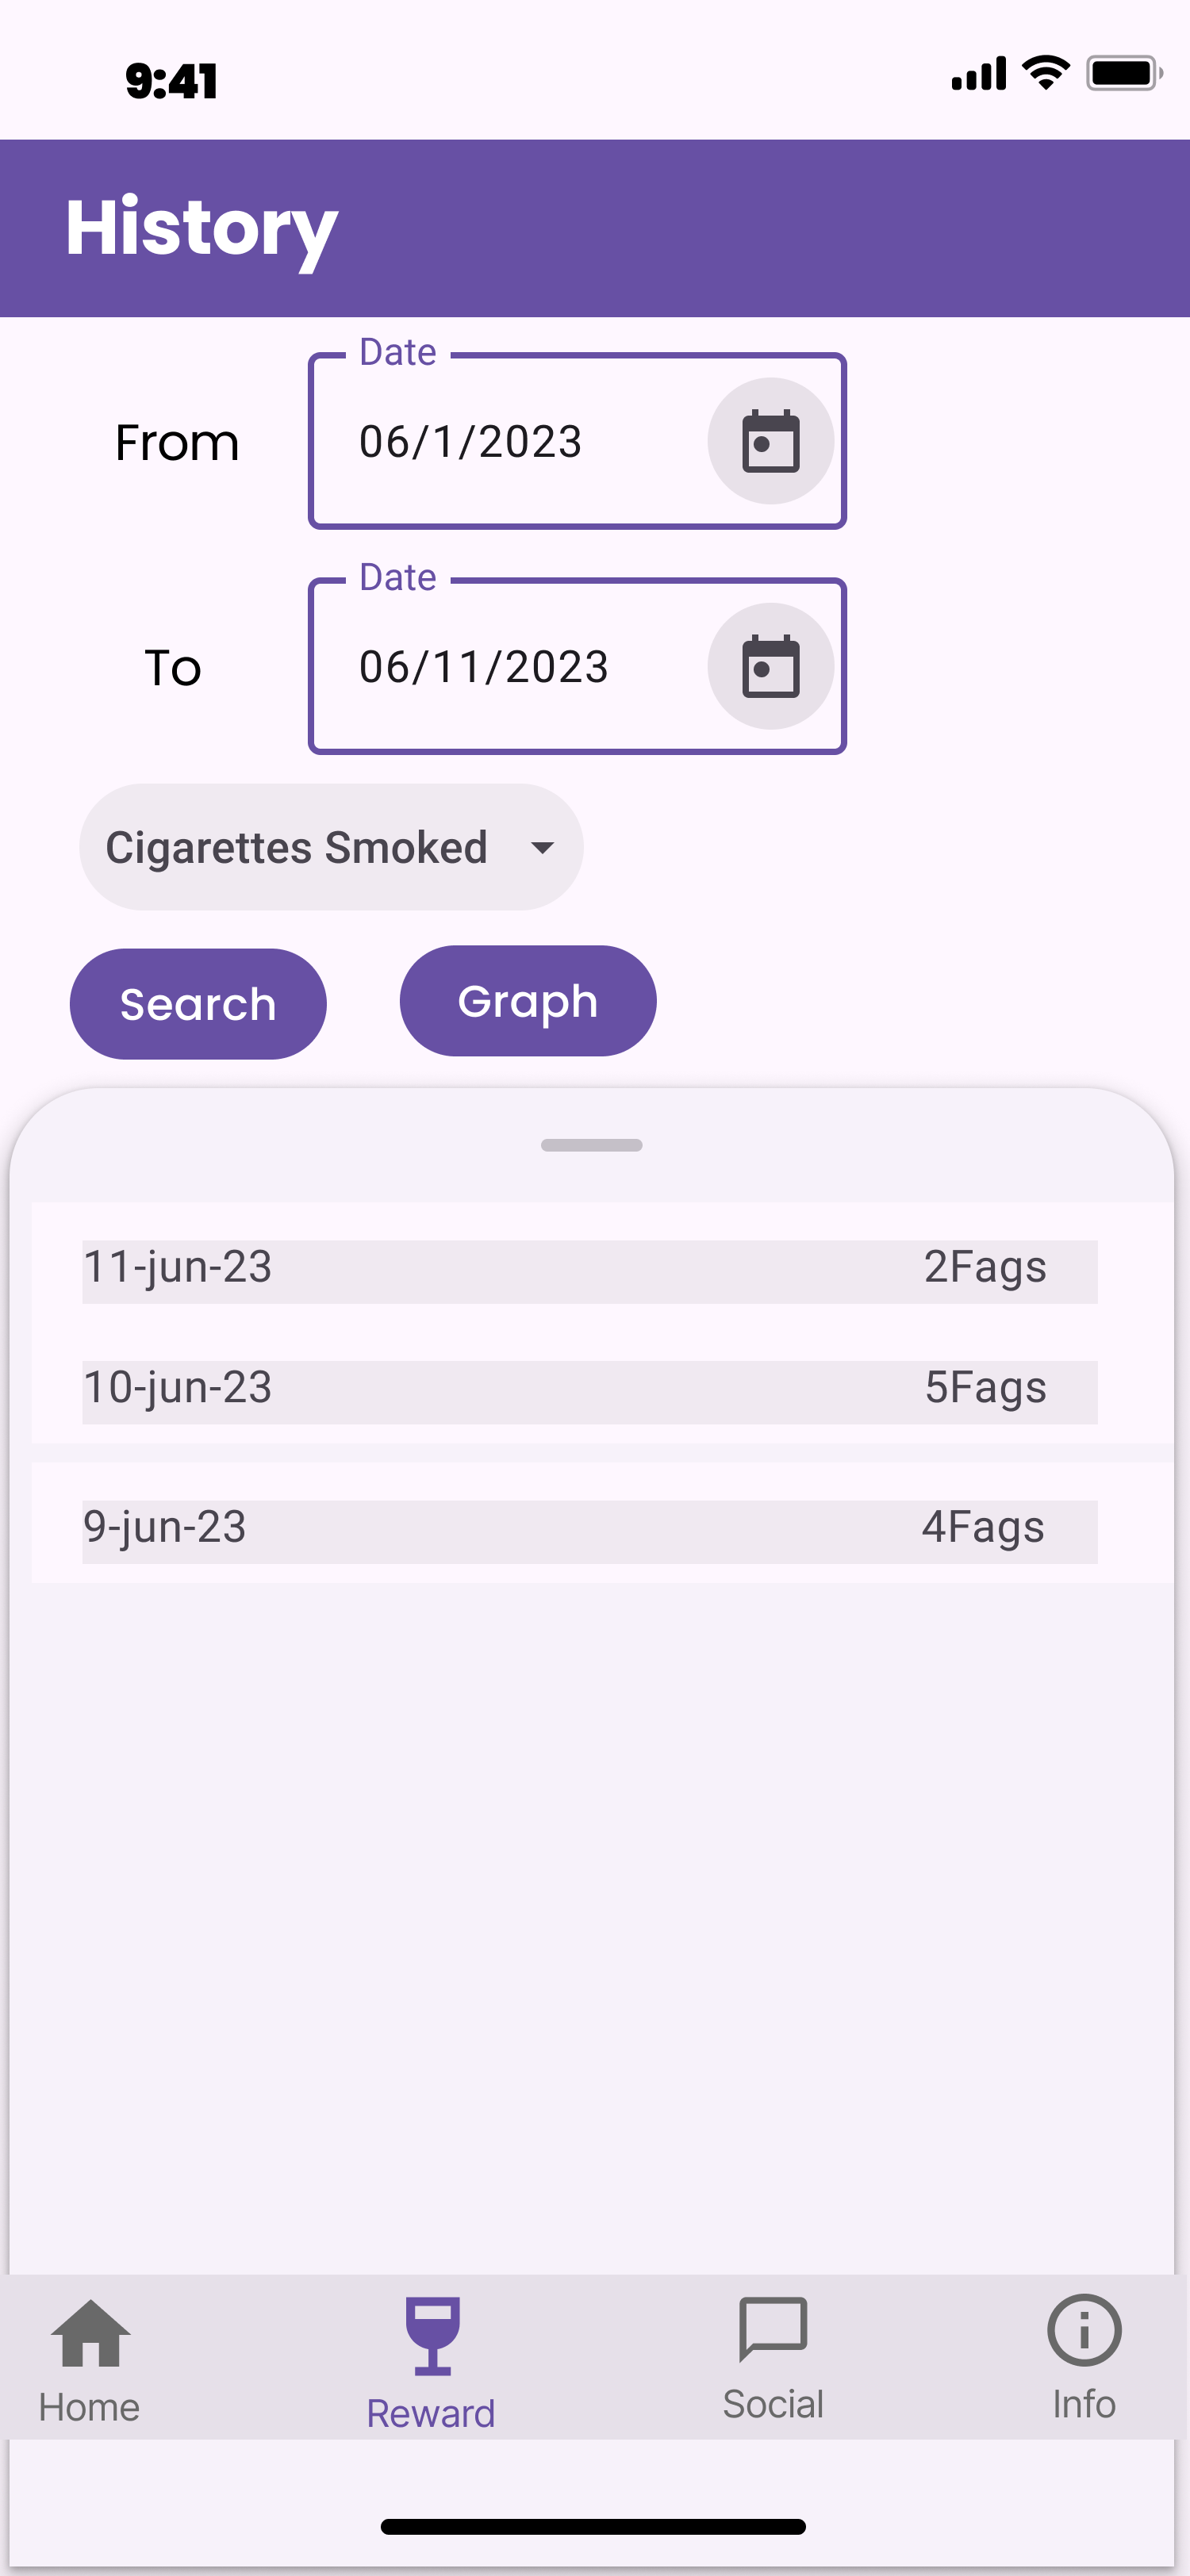 9:41
History
Date
From
06/1/2023
Date
To
06/11/2023
Cigarettes Smoked
Search
Graph
11-jun-23 2Fags
10-jun-23 5Fags
9-jun-23 4Fags
Home
Reward
Social
Info